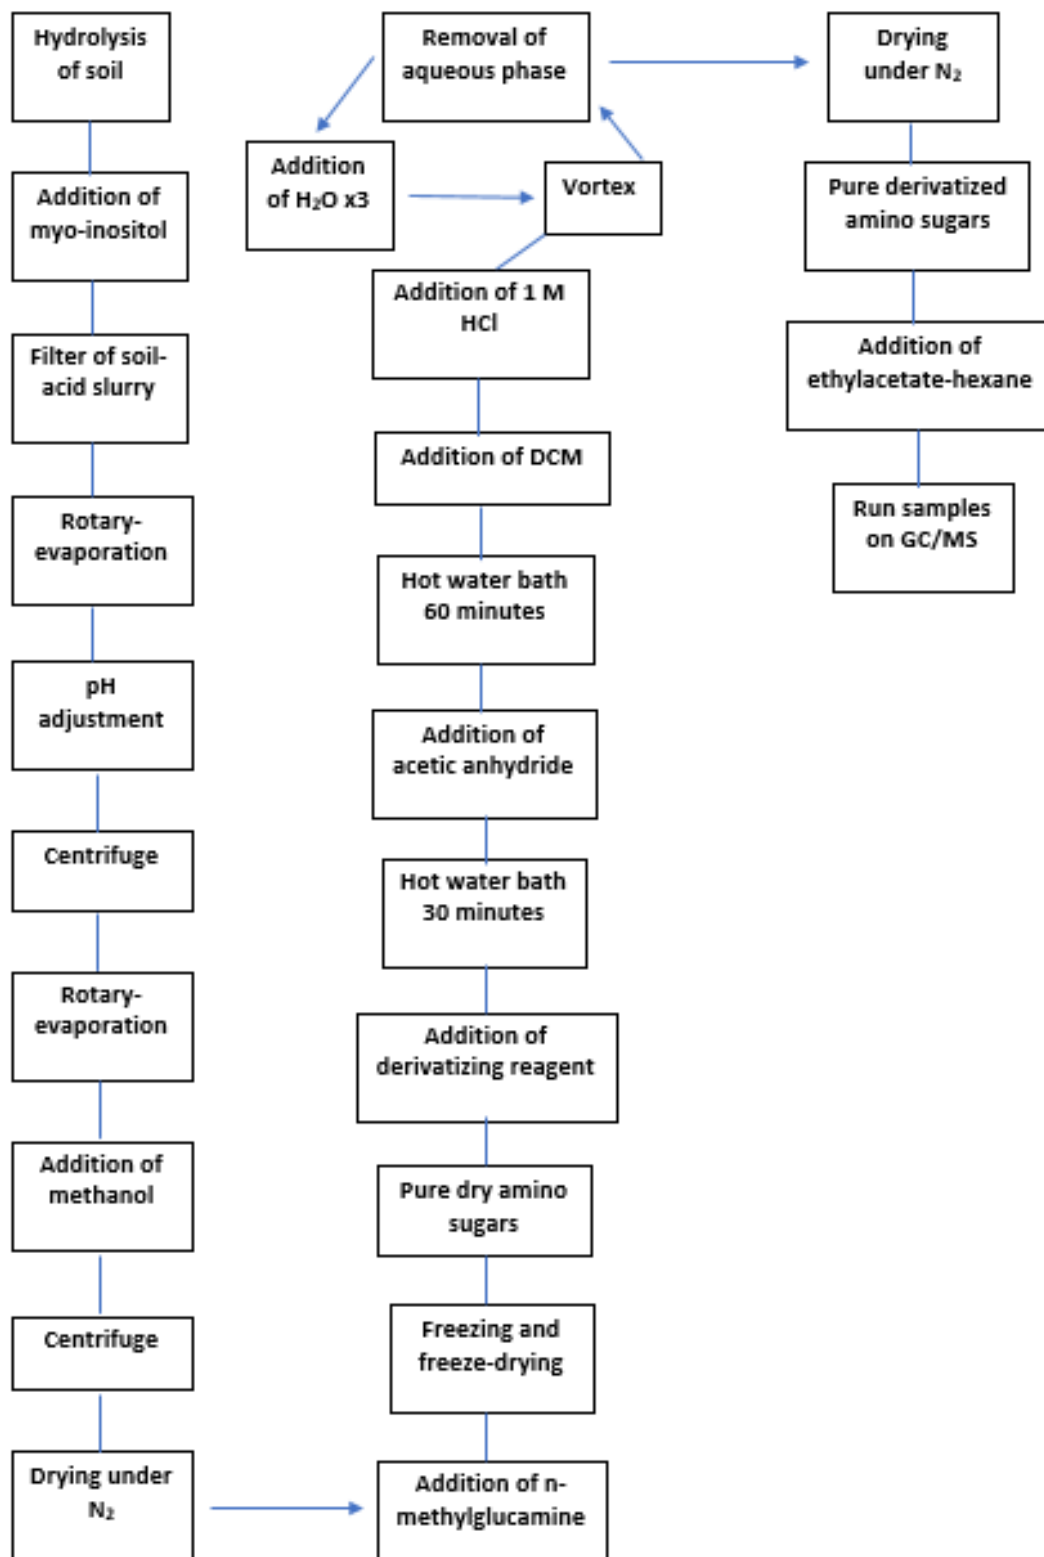 Hydrolysis
of soil
Addition of
myo-inositol
Filter of soil-
acid slurry
Rotary-
evaporation
pH
adjustment
Centrifuge
Rotary-
evaporation
Addition of
methanol
Centrifuge
Drying under
N₂
Addition of n-
methylglucamine
Freezing and
freeze-drying
Pure dry amino
sugars
Addition of
derivatizing reagent
Hot water bath
30 minutes
Addition of
acetic anhydride
Hot water bath
60 minutes
Addition of DCM
Addition of 1 M
HCl
Vortex
Removal of
aqueous phase
Addition
of H₂O x3
Drying
under N₂
Pure derivatized
amino sugars
Addition of
ethylacetate-hexane
Run samples
on GC/MS